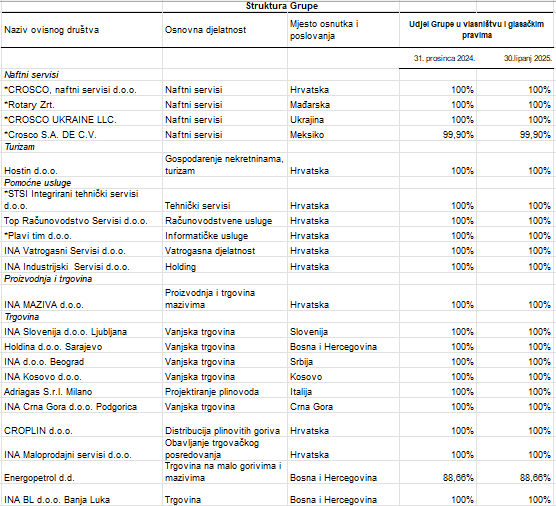 Struktura Grupe
Naziv ovisnog društva Osnovna djelatnost Mjesto osnutka i poslovanja Udjel Grupe u vlasništvu i glasačkim pravima
31. prosinca 2024. 30.lipanj 2025.
Naftni servisi
*CROSCO, naftni servisi d.o.o. Naftni servisi Hrvatska 100% 100%
*Rotary Zrt. Naftni servisi Mađarska 100% 100%
*CROSCO UKRAINE LLC. Naftni servisi Ukrajina 100% 100%
*Crosco S.A. DE C.V. Naftni servisi Meksiko 99,90% 99,90%
Turizam
Hostin d.o.o. Gospodarenje nekretninama, turizam Hrvatska 100% 100%
Pomoćne usluge
*STSI Integrirani tehnički servisi d.o.o. Tehnički servisi Hrvatska 100% 100%
Top Računovodstvo Servisi d.o.o. Računovodstvene usluge Hrvatska 100% 100%
*Plavi tim d.o.o. Informatičke usluge Hrvatska 100% 100%
INA Vatrogasni Servisi d.o.o. Vatrogasna djelatnost Hrvatska 100% 100%
INA Industrijski Servisi d.o.o. Holding Hrvatska 100% 100%
Proizvodnja i trgovina
INA MAZIVA d.o.o. Proizvodnja i trgovina mazivima Hrvatska 100% 100%
Trgovina
INA Slovenija d.o.o. Ljubljana Vanjska trgovina Slovenija 100% 100%
Holdina d.o.o. Sarajevo Vanjska trgovina Bosna i Hercegovina 100% 100%
INA d.o.o. Beograd Vanjska trgovina Srbija 100% 100%
INA Kosovo d.o.o. Vanjska trgovina Kosovo 100% 100%
Adriagas S.r.l. Milano Projektiranje plinovoda Italija 100% 100%
INA Crna Gora d.o.o. Podgorica Vanjska trgovina Crna Gora 100% 100%
CROPLIN d.o.o. Distribucija plinovitih goriva Hrvatska 100% 100%
INA Maloprodajni servisi d.o.o. Obavljanje trgovačkog posredovanja Hrvatska 100% 100%
Energopetrol d.d. Trgovina na malo gorivima i mazivima Bosna i Hercegovina 88,66% 88,66%
INA BL d.o.o. Banja Luka Trgovina Bosna i Hercegovina 100% 100%